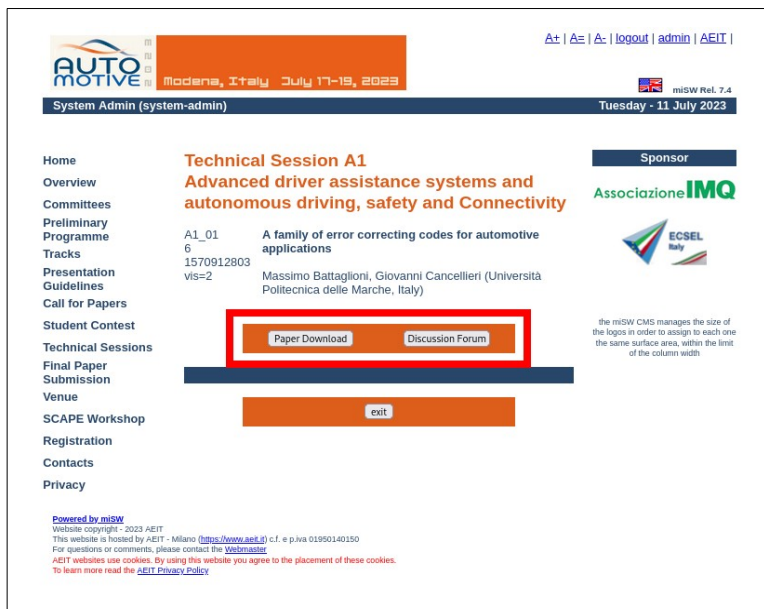 A+ | A= | A- | logout | admin | AEIT |
AUTO
MOTIVE
Modena, Italy July 17-19, 2023
miSW Rel. 7.4
System Admin (system-admin)
Tuesday - 11 July 2023
Home
Overview
Committees
Preliminary
Programme
Tracks
Presentation
Guidelines
Call for Papers
Student Contest
Technical Sessions
Final Paper
Submission
Venue
SCAPE Workshop
Registration
Contacts
Privacy
Technical Session A1
Advanced driver assistance systems and
autonomous driving, safety and Connectivity
A1_01
6
1570912803
vis=2
A family of error correcting codes for automotive
applications
Massimo Battaglioni, Giovanni Cancellieri (Università
Politecnica delle Marche, Italy)
Paper Download
Discussion Forum
exit
Sponsor
Associazione IMQ
ECSEL
Italy
the miSW CMS manages the size of
the logos in order to assign to each one
the same surface area, within the limit
of the column width
Powered by miSW
Website copyright - 2023 AEIT
This website is hosted by AEIT - Milano (https://www.aeit.it) c.f. e p.iva 01950140150
For questions or comments, please contact the Webmaster
AEIT websites use cookies. By using this website you agree to the placement of these cookies.
To learn more read the AEIT Privacy Policy